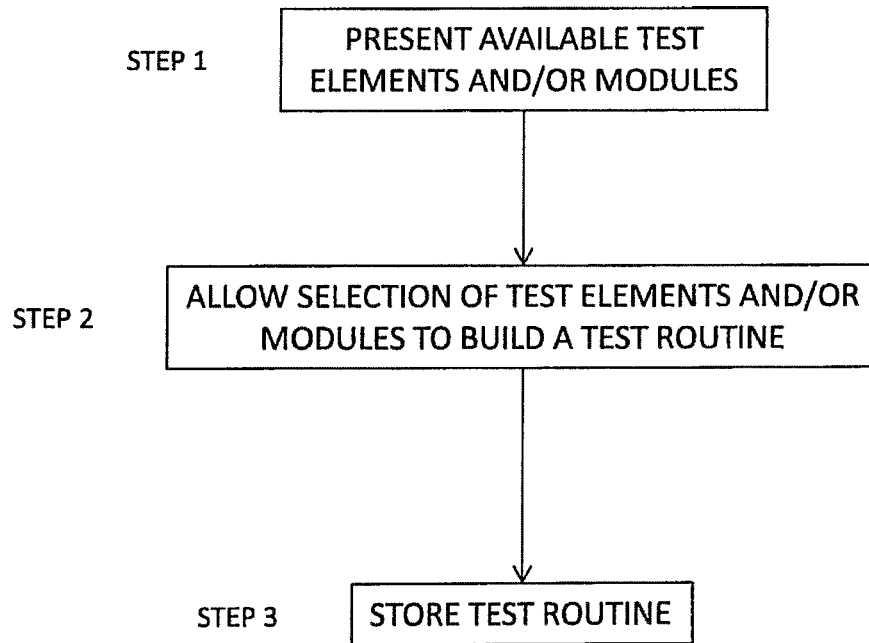 STEP 1
PRESENT AVAILABLE TEST
ELEMENTS AND/OR MODULES
STEP 2
ALLOW SELECTION OF TEST ELEMENTS AND/OR
MODULES TO BUILD A TEST ROUTINE
STEP 3
STORE TEST ROUTINE